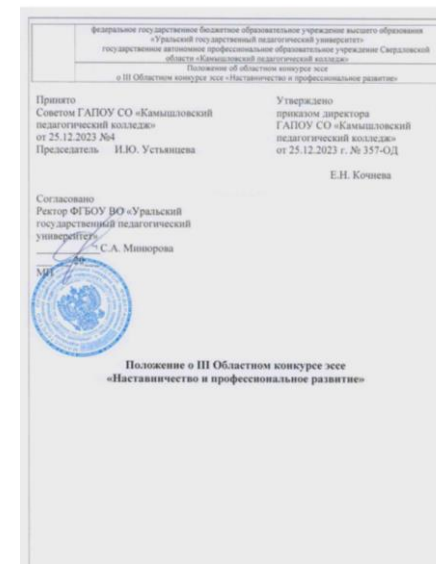 федеральное государственное бюджетное образовательное учреждение высшего образования
«Уральский государственный педагогический университет»
государственное автономное профессиональное образовательное учреждение Свердловской
области «Камышловский педагогический колледж»
Положение об областном конкурсе эссе
о III Областном конкурсе эссе «Наставничество и профессиональное развитие»
Принято
Советом ГАПОУ СО «Камышловский
педагогический колледж»
от 25.12.2023 №4
Председатель И.Ю. Устьянцева
Утверждено
приказом директора
ГАПОУ СО «Камышловский
педагогический колледж»
от 25.12.2023 г. № 357-ОД
Е.Н. Кочнева
Согласовано
Ректор ФГБОУ ВО «Уральский
государственный педагогический
университет»
С.А. Минюрова
20
МП
Положение о III Областном конкурсе эссе
«Наставничество и профессиональное развитие»